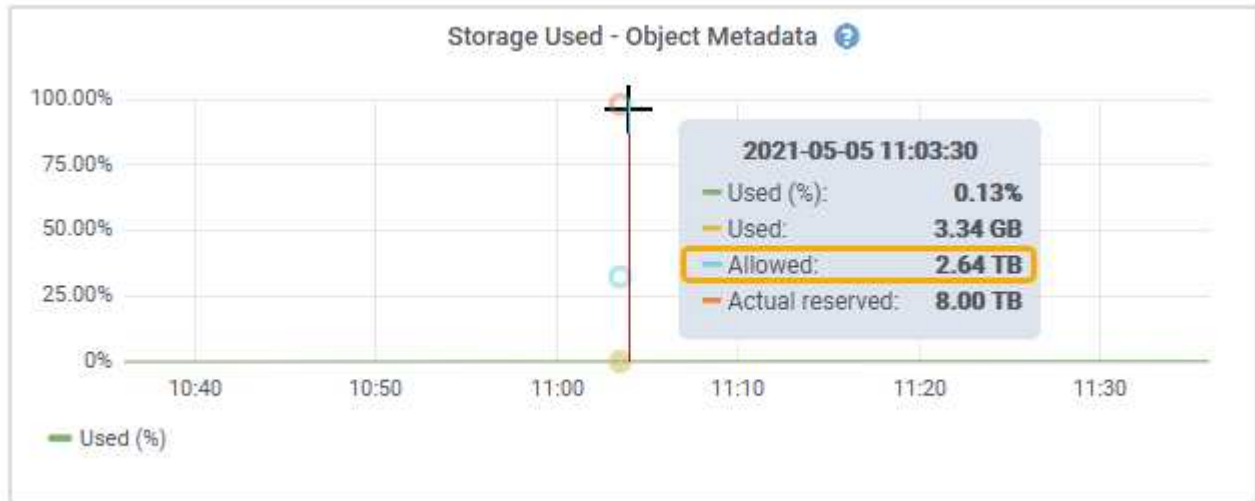 Storage Used - Object Metadata ?
100.00%
75.00%
50.00%
25.00%
0%
2021-05-05 11:03:30
Used (%): 0.13%
Used: 3.34 GB
Allowed: 2.64 TB
Actual reserved: 8.00 TB
10:40 10:50 11:00 11:10 11:20 11:30
Used (%)